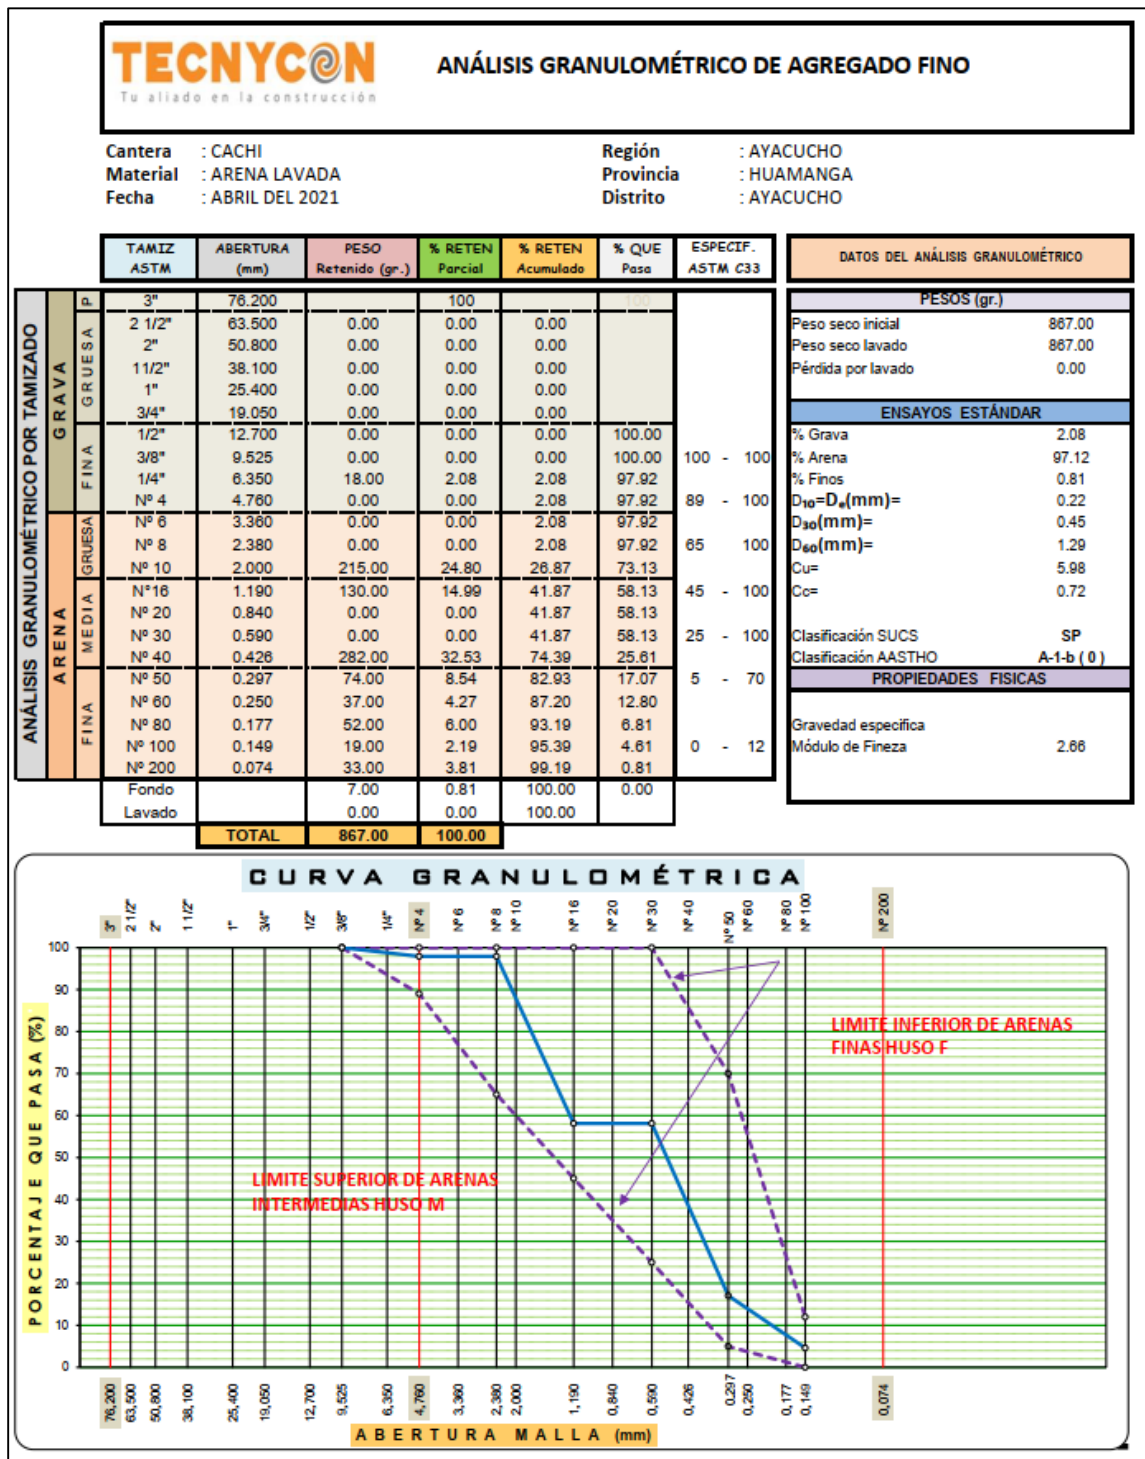 TECNYCON
Tu aliado en la construcción
ANÁLISIS GRANULOMÉTRICO DE AGREGADO FINO
Cantera : CACHI Región : AYACUCHO
Material : ARENA LAVADA Provincia : HUAMANGA
Fecha : ABRIL DEL 2021 Distrito : AYACUCHO
TAMIZ ABERTURA PESO % RETEN % RETEN % QUE ESPECIF.
ASTM (mm) Retenido (gr.) Parcial Acumulado Pasa ASTM C33
ANÁLISIS GRANULOMÉTRICO POR TAMIZADO
GRAVA
P
GRUESA
FINA
ARENA
GRUESA
MEDIA
FINA
3" 76.200 100 100
2 1/2" 63.500 0.00 0.00 0.00
2" 50.800 0.00 0.00 0.00
11/2" 38.100 0.00 0.00 0.00
1" 25.400 0.00 0.00 0.00
3/4" 19.050 0.00 0.00 0.00
1/2" 12.700 0.00 0.00 0.00 100.00
3/8" 9.525 0.00 0.00 0.00 100.00 100 - 100
1/4" 6.350 18.00 2.08 2.08 97.92
Nº 4 4.760 0.00 0.00 2.08 97.92 89 - 100
Nº 6 3.360 0.00 0.00 2.08 97.92
Nº 8 2.380 0.00 0.00 2.08 97.92 65 100
Nº 10 2.000 215.00 24.80 26.87 73.13
N°16 1.190 130.00 14.99 41.87 58.13 45 - 100
Nº 20 0.840 0.00 0.00 41.87 58.13
Nº 30 0.590 0.00 0.00 41.87 58.13 25 - 100
Nº 40 0.426 282.00 32.53 74.39 25.61
Nº 50 0.297 74.00 8.54 82.93 17.07 5 - 70
Nº 60 0.250 37.00 4.27 87.20 12.80
Nº 80 0.177 52.00 6.00 93.19 6.81
Nº 100 0.149 19.00 2.19 95.39 4.61 0 - 12
Nº 200 0.074 33.00 3.81 99.19 0.81
Fondo 7.00 0.81 100.00 0.00
Lavado 0.00 0.00 100.00
TOTAL 867.00 100.00
DATOS DEL ANÁLISIS GRANULOMÉTRICO
PESOS (gr.)
Peso seco inicial 867.00
Peso seco lavado 867.00
Pérdida por lavado 0.00
ENSAYOS ESTÁNDAR
% Grava 2.08
% Arena 97.12
% Finos 0.81
D₁₀=Dₑ(mm)= 0.22
D₃₀(mm)= 0.45
D₆₀(mm)= 1.29
Cu= 5.98
Cc= 0.72
Clasificación SUCS SP
Clasificación AASTHO A-1-b ( 0 )
PROPIEDADES FISICAS
Gravedad específica
Módulo de Fineza 2.66
CURVA GRANULOMÉTRICA
3" 2 1/2" 2" 1 1/2" 1" 3/4" 1/2" 3/8" 1/4" Nº 4 Nº 6 Nº 8 Nº 10 Nº 16 Nº 20 Nº 30 Nº 40 Nº 50 Nº 60 Nº 80 Nº 100 Nº 200
PORCENTAJE QUE PASA (%)
100
90
80
70
60
50
40
30
20
10
0
LIMITE INFERIOR DE ARENAS
FINAS HUSO F
LIMITE SUPERIOR DE ARENAS
INTERMEDIAS HUSO M
76,200 63,500 50,800 38,100 25,400 19,050 12,700 9,525 6,350 4,760 3,360 2,380 2,000 1,190 0,840 0,590 0,426 0,297 0,250 0,177 0,149 0,074
ABERTURA MALLA (mm)